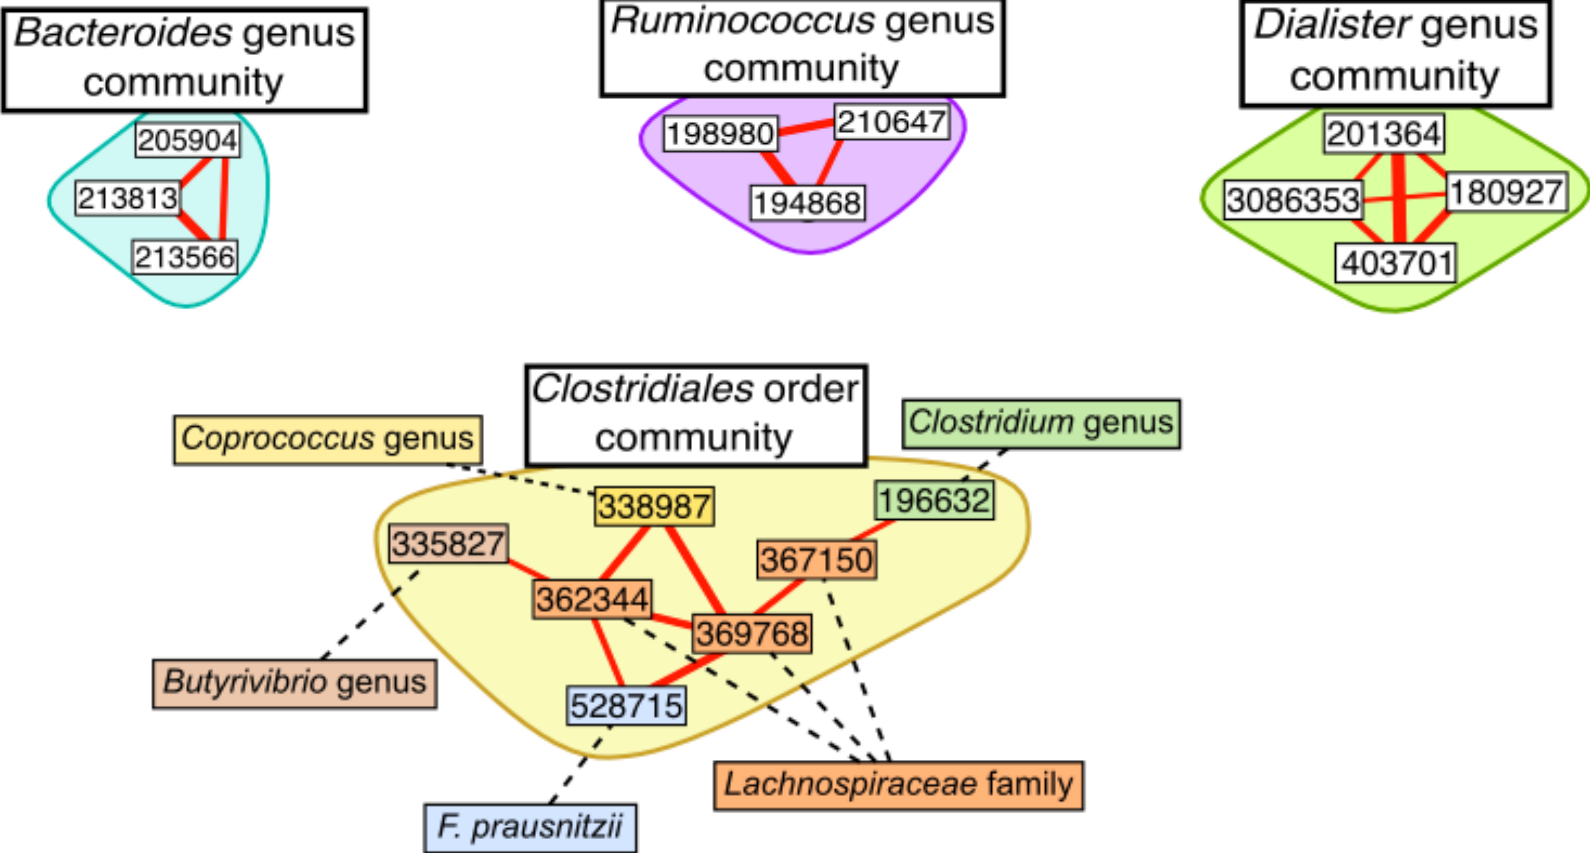 Bacteroides genus
community
205904
213813
213566
Ruminococcus genus
community
198980
210647
194868
Dialister genus
community
201364
3086353
180927
403701
Clostridiales order
community
Coprococcus genus
Clostridium genus
338987
196632
335827
367150
362344
369768
Butyrivibrio genus
528715
Lachnospiraceae family
F. prausnitzii